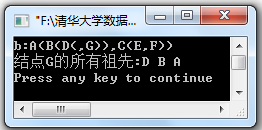 "F:\清华大学数据...
b:A(B(D(,G)),C(E,F))
结点G的所有祖先:D B A
Press any key to continue